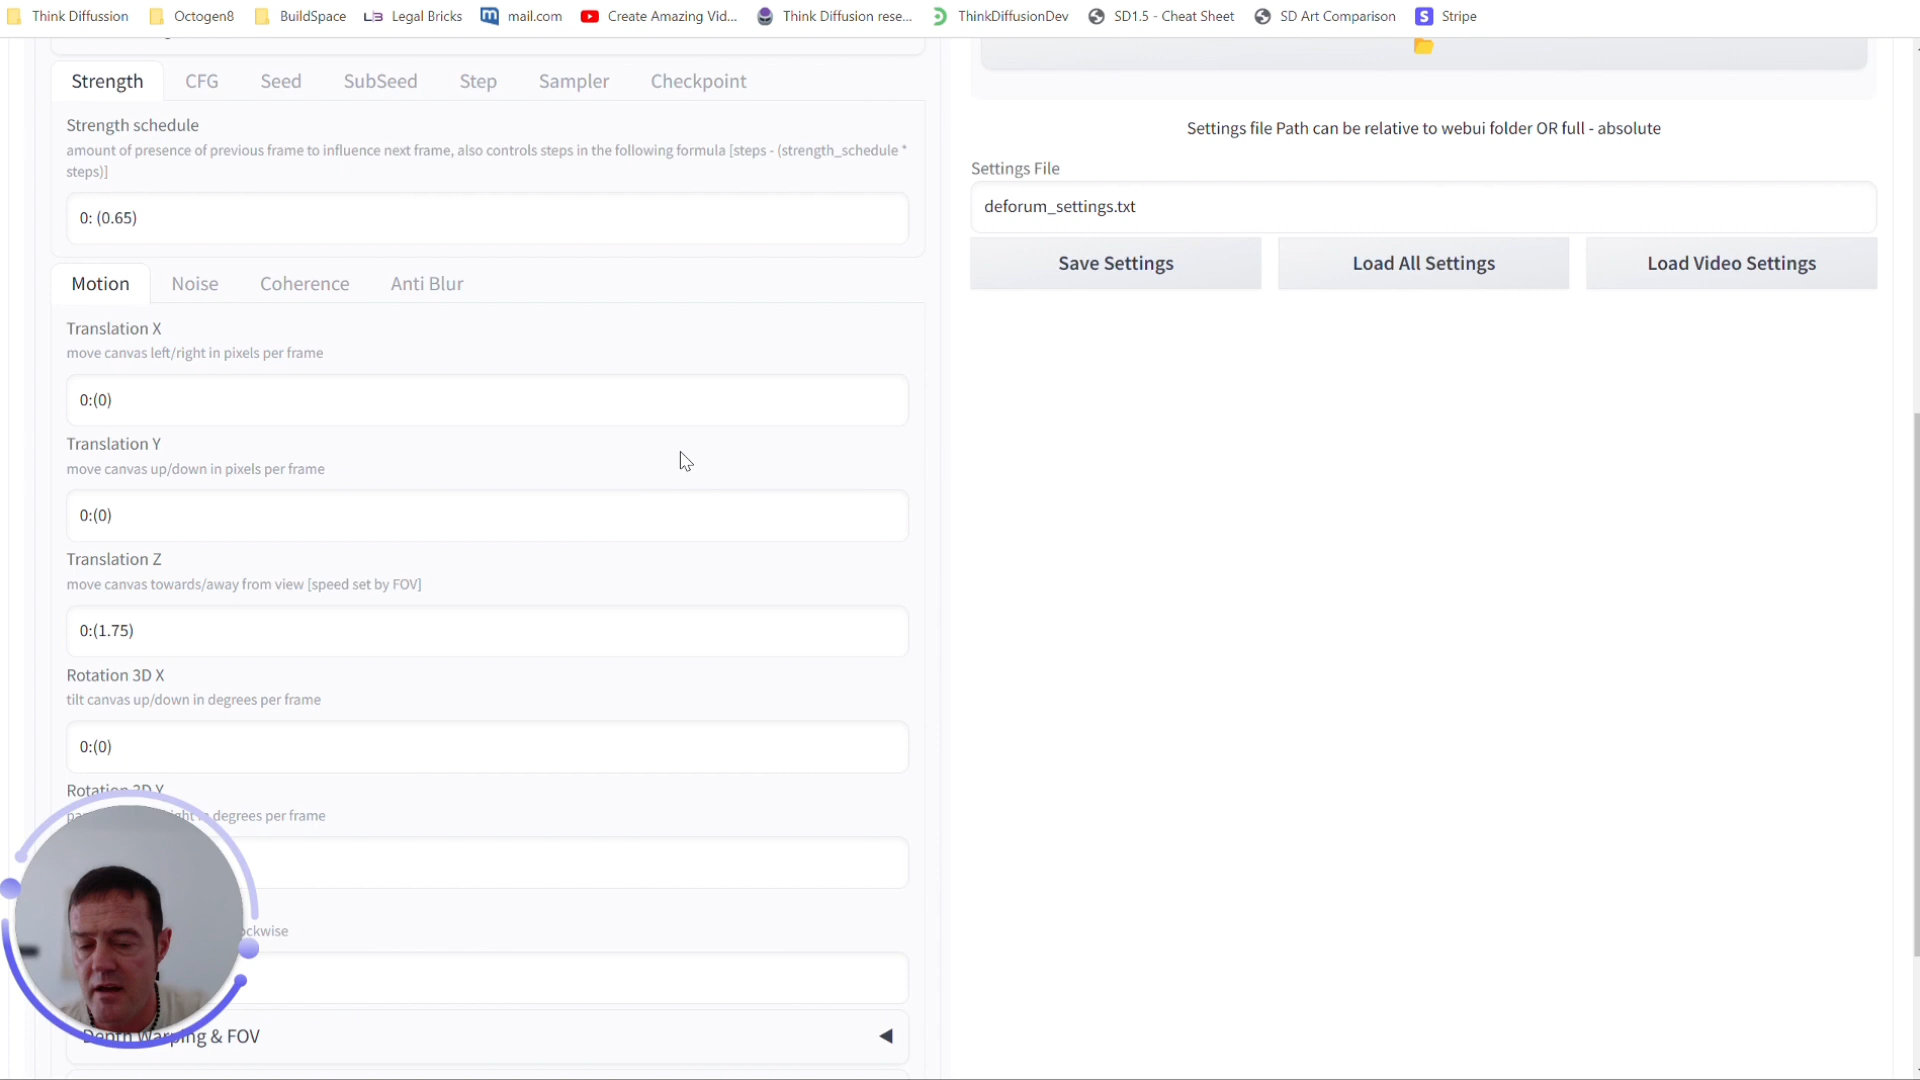 Think Diffussion
Octogen8
BuildSpace
Legal Bricks
mail.com
Create Amazing Vid...
Think Diffusion rese...
ThinkDiffusionDev
SD1.5 - Cheat Sheet
SD Art Comparison
S Stripe
Strength CFG Seed SubSeed Step Sampler Checkpoint
Strength schedule
amount of presence of previous frame to influence next frame, also controls steps in the following formula [steps - (strength_schedule *
steps)]
0: (0.65)
Motion Noise Coherence Anti Blur
Translation X
move canvas left/right in pixels per frame
0:(0)
Translation Y
move canvas up/down in pixels per frame
0:(0)
Translation Z
move canvas towards/away from view [speed set by FOV]
0:(1.75)
Rotation 3D X
tilt canvas up/down in degrees per frame
0:(0)
Rotation 3D Y
degrees per frame
Depth Warping & FOV
Settings file Path can be relative to webui folder OR full - absolute
Settings File
deforum_settings.txt
Save Settings
Load All Settings
Load Video Settings